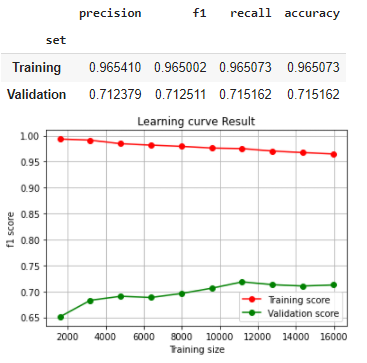 precision f1 recall accuracy
set
Training 0.965410 0.965002 0.965073 0.965073
Validation 0.712379 0.712511 0.715162 0.715162
Learning curve Result
1.00
0.95
0.90
0.85
0.80
0.75
0.70
0.65
f1 score
Training score
Validation score
2000 4000 6000 8000 10000 12000 14000 16000
Training size